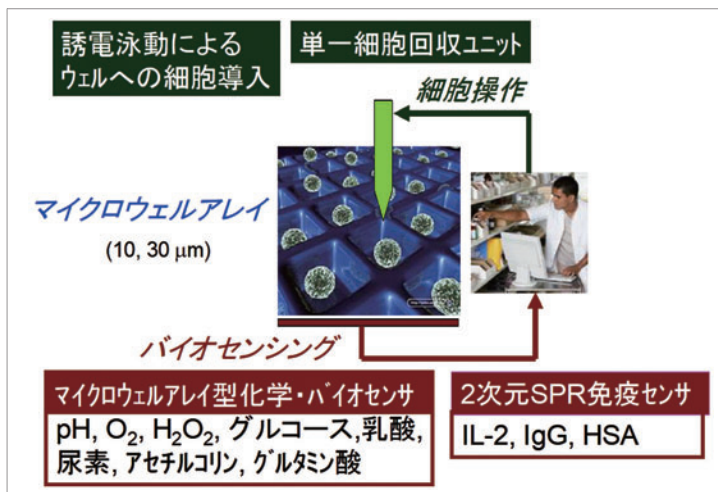 誘電泳動による
ウェルへの細胞導入
単一細胞回収ユニット
細胞操作
マイクロウェルアレイ
(10, 30 μm)
バイオセンシング
マイクロウェルアレイ型化学・バイオセンサ
pH, O₂, H₂O₂, グルコース,乳酸,
尿素, アセチルコリン, グルタミン酸
2次元SPR免疫センサ
IL-2, IgG, HSA